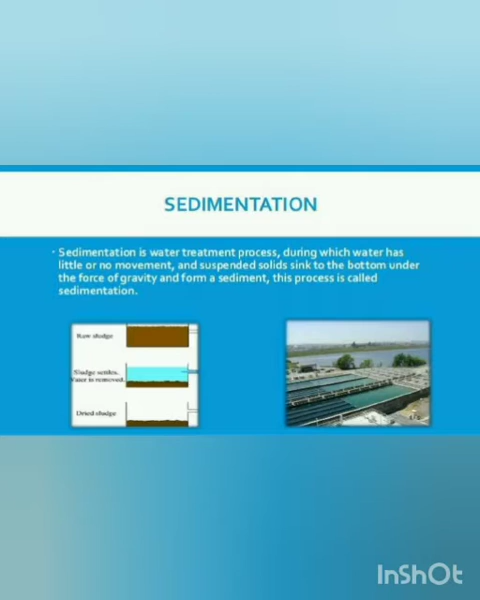 SEDIMENTATION
• Sedimentation is water treatment process, during which water has
little or no movement, and suspended solids sink to the bottom under
the force of gravity and form a sediment, this process is called
sedimentation.
Raw sludge
Sludge settles.
Water is removed.
Dried sludge
InShOt